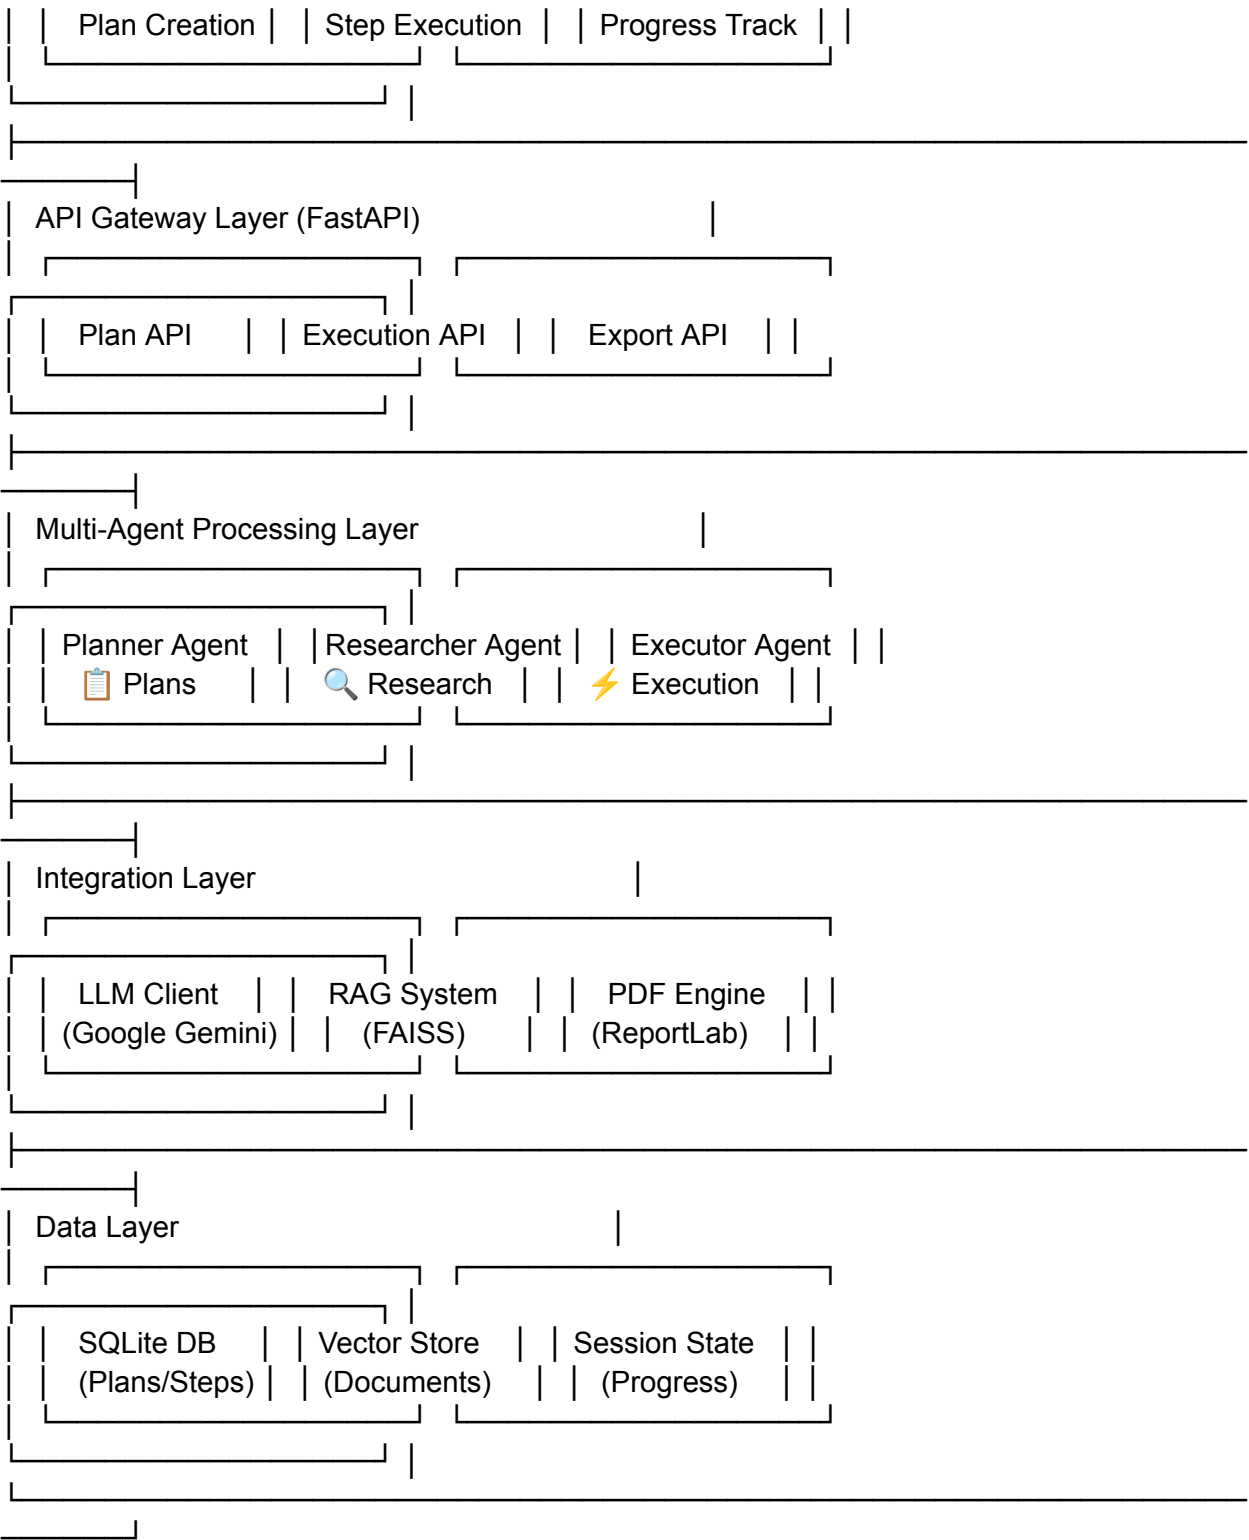 │ │ Plan Creation │ │ Step Execution │ │ Progress Track │ │
│ └─────────────────┘ └─────────────────┘
└─────────────────┘ │
├─────────────────────────────────────────────────────────
──────┤
│ API Gateway Layer (FastAPI) │
│ ┌─────────────────┐ ┌─────────────────┐
┌─────────────────┐ │
│ │ Plan API │ │ Execution API │ │ Export API │ │
│ └─────────────────┘ └─────────────────┘
└─────────────────┘ │
├─────────────────────────────────────────────────────────
──────┤
│ Multi-Agent Processing Layer │
│ ┌─────────────────┐ ┌─────────────────┐
┌─────────────────┐ │
│ │ Planner Agent │ │Researcher Agent │ │ Executor Agent │ │
│ │ 📋 Plans │ │ 🔍 Research │ │ ⚡ Execution │ │
│ └─────────────────┘ └─────────────────┘
└─────────────────┘ │
├─────────────────────────────────────────────────────────
──────┤
│ Integration Layer │
│ ┌─────────────────┐ ┌─────────────────┐
┌─────────────────┐ │
│ │ LLM Client │ │ RAG System │ │ PDF Engine │ │
│ │ (Google Gemini) │ │ (FAISS) │ │ (ReportLab) │ │
│ └─────────────────┘ └─────────────────┘
└─────────────────┘ │
├─────────────────────────────────────────────────────────
──────┤
│ Data Layer │
│ ┌─────────────────┐ ┌─────────────────┐
┌─────────────────┐ │
│ │ SQLite DB │ │ Vector Store │ │ Session State │ │
│ │ (Plans/Steps) │ │ (Documents) │ │ (Progress) │ │
│ └─────────────────┘ └─────────────────┘
└─────────────────┘ │
└─────────────────────────────────────────────────────────
──────┘